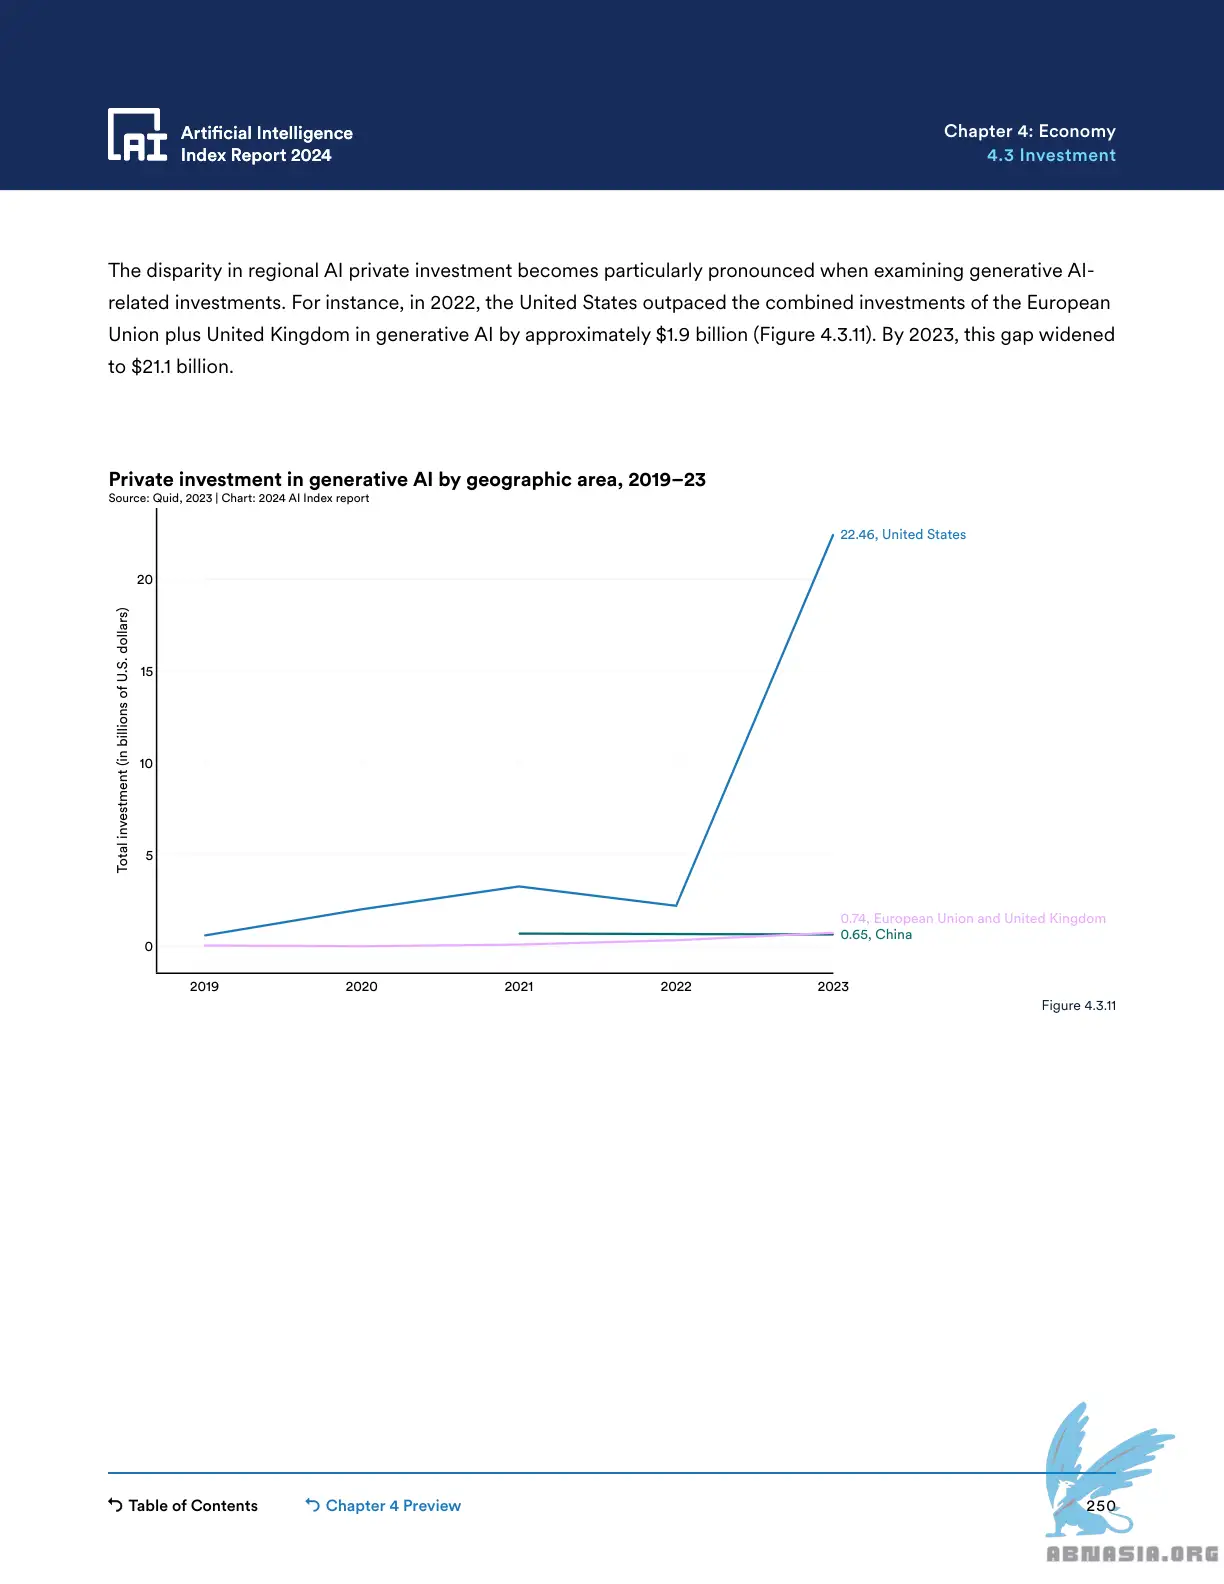 AI
Artificial Intelligence
Index Report 2024
Chapter 4: Economy
4.3 Investment
The disparity in regional AI private investment becomes particularly pronounced when examining generative AI-
related investments. For instance, in 2022, the United States outpaced the combined investments of the European
Union plus United Kingdom in generative AI by approximately $1.9 billion (Figure 4.3.11). By 2023, this gap widened
to $21.1 billion.
Private investment in generative AI by geographic area, 2019–23
Source: Quid, 2023 | Chart: 2024 AI Index report
Total investment (in billions of U.S. dollars)
20
15
10
5
0
22.46, United States
0.74, European Union and United Kingdom
0.65, China
2019 2020 2021 2022 2023
Figure 4.3.11
Table of Contents Chapter 4 Preview 250
ABNASIA.ORG